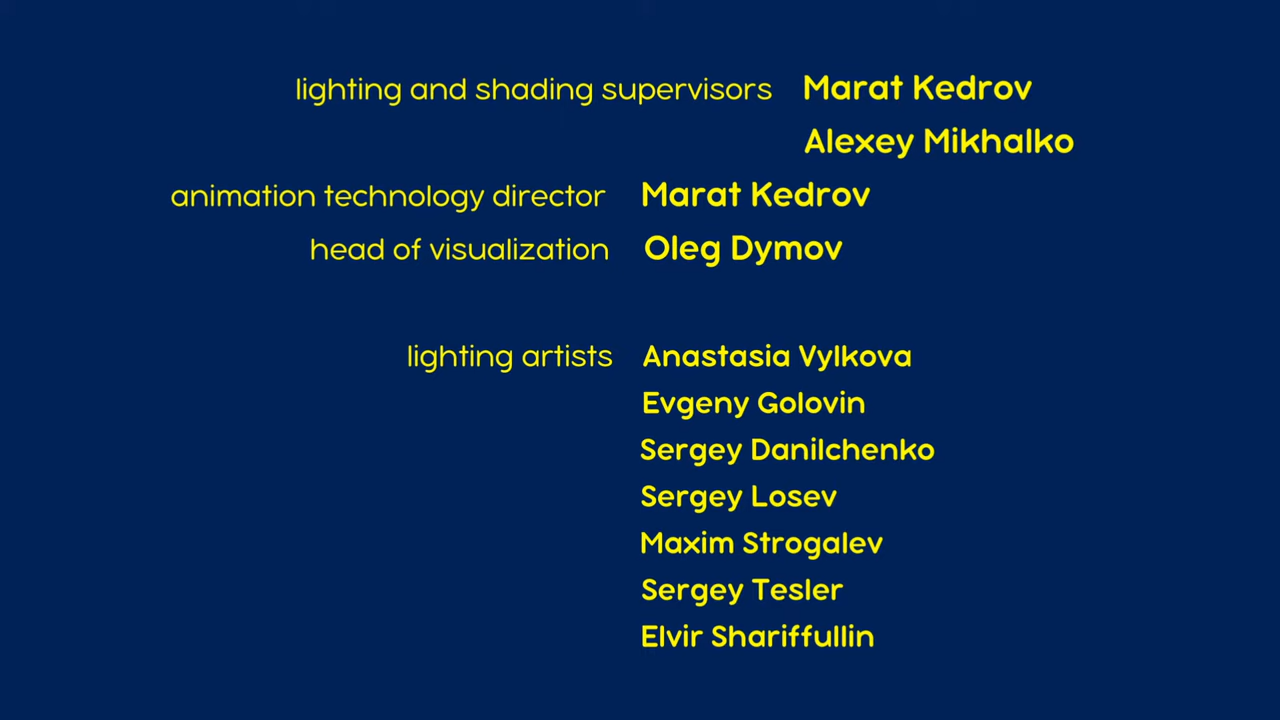 lighting and shading supervisors Marat Kedrov
Alexey Mikhalko
animation technology director Marat Kedrov
head of visualization Oleg Dymov
lighting artists Anastasia Vylkova
Evgeny Golovin
Sergey Danilchenko
Sergey Losev
Maxim Strogalev
Sergey Tesler
Elvir Shariffullin